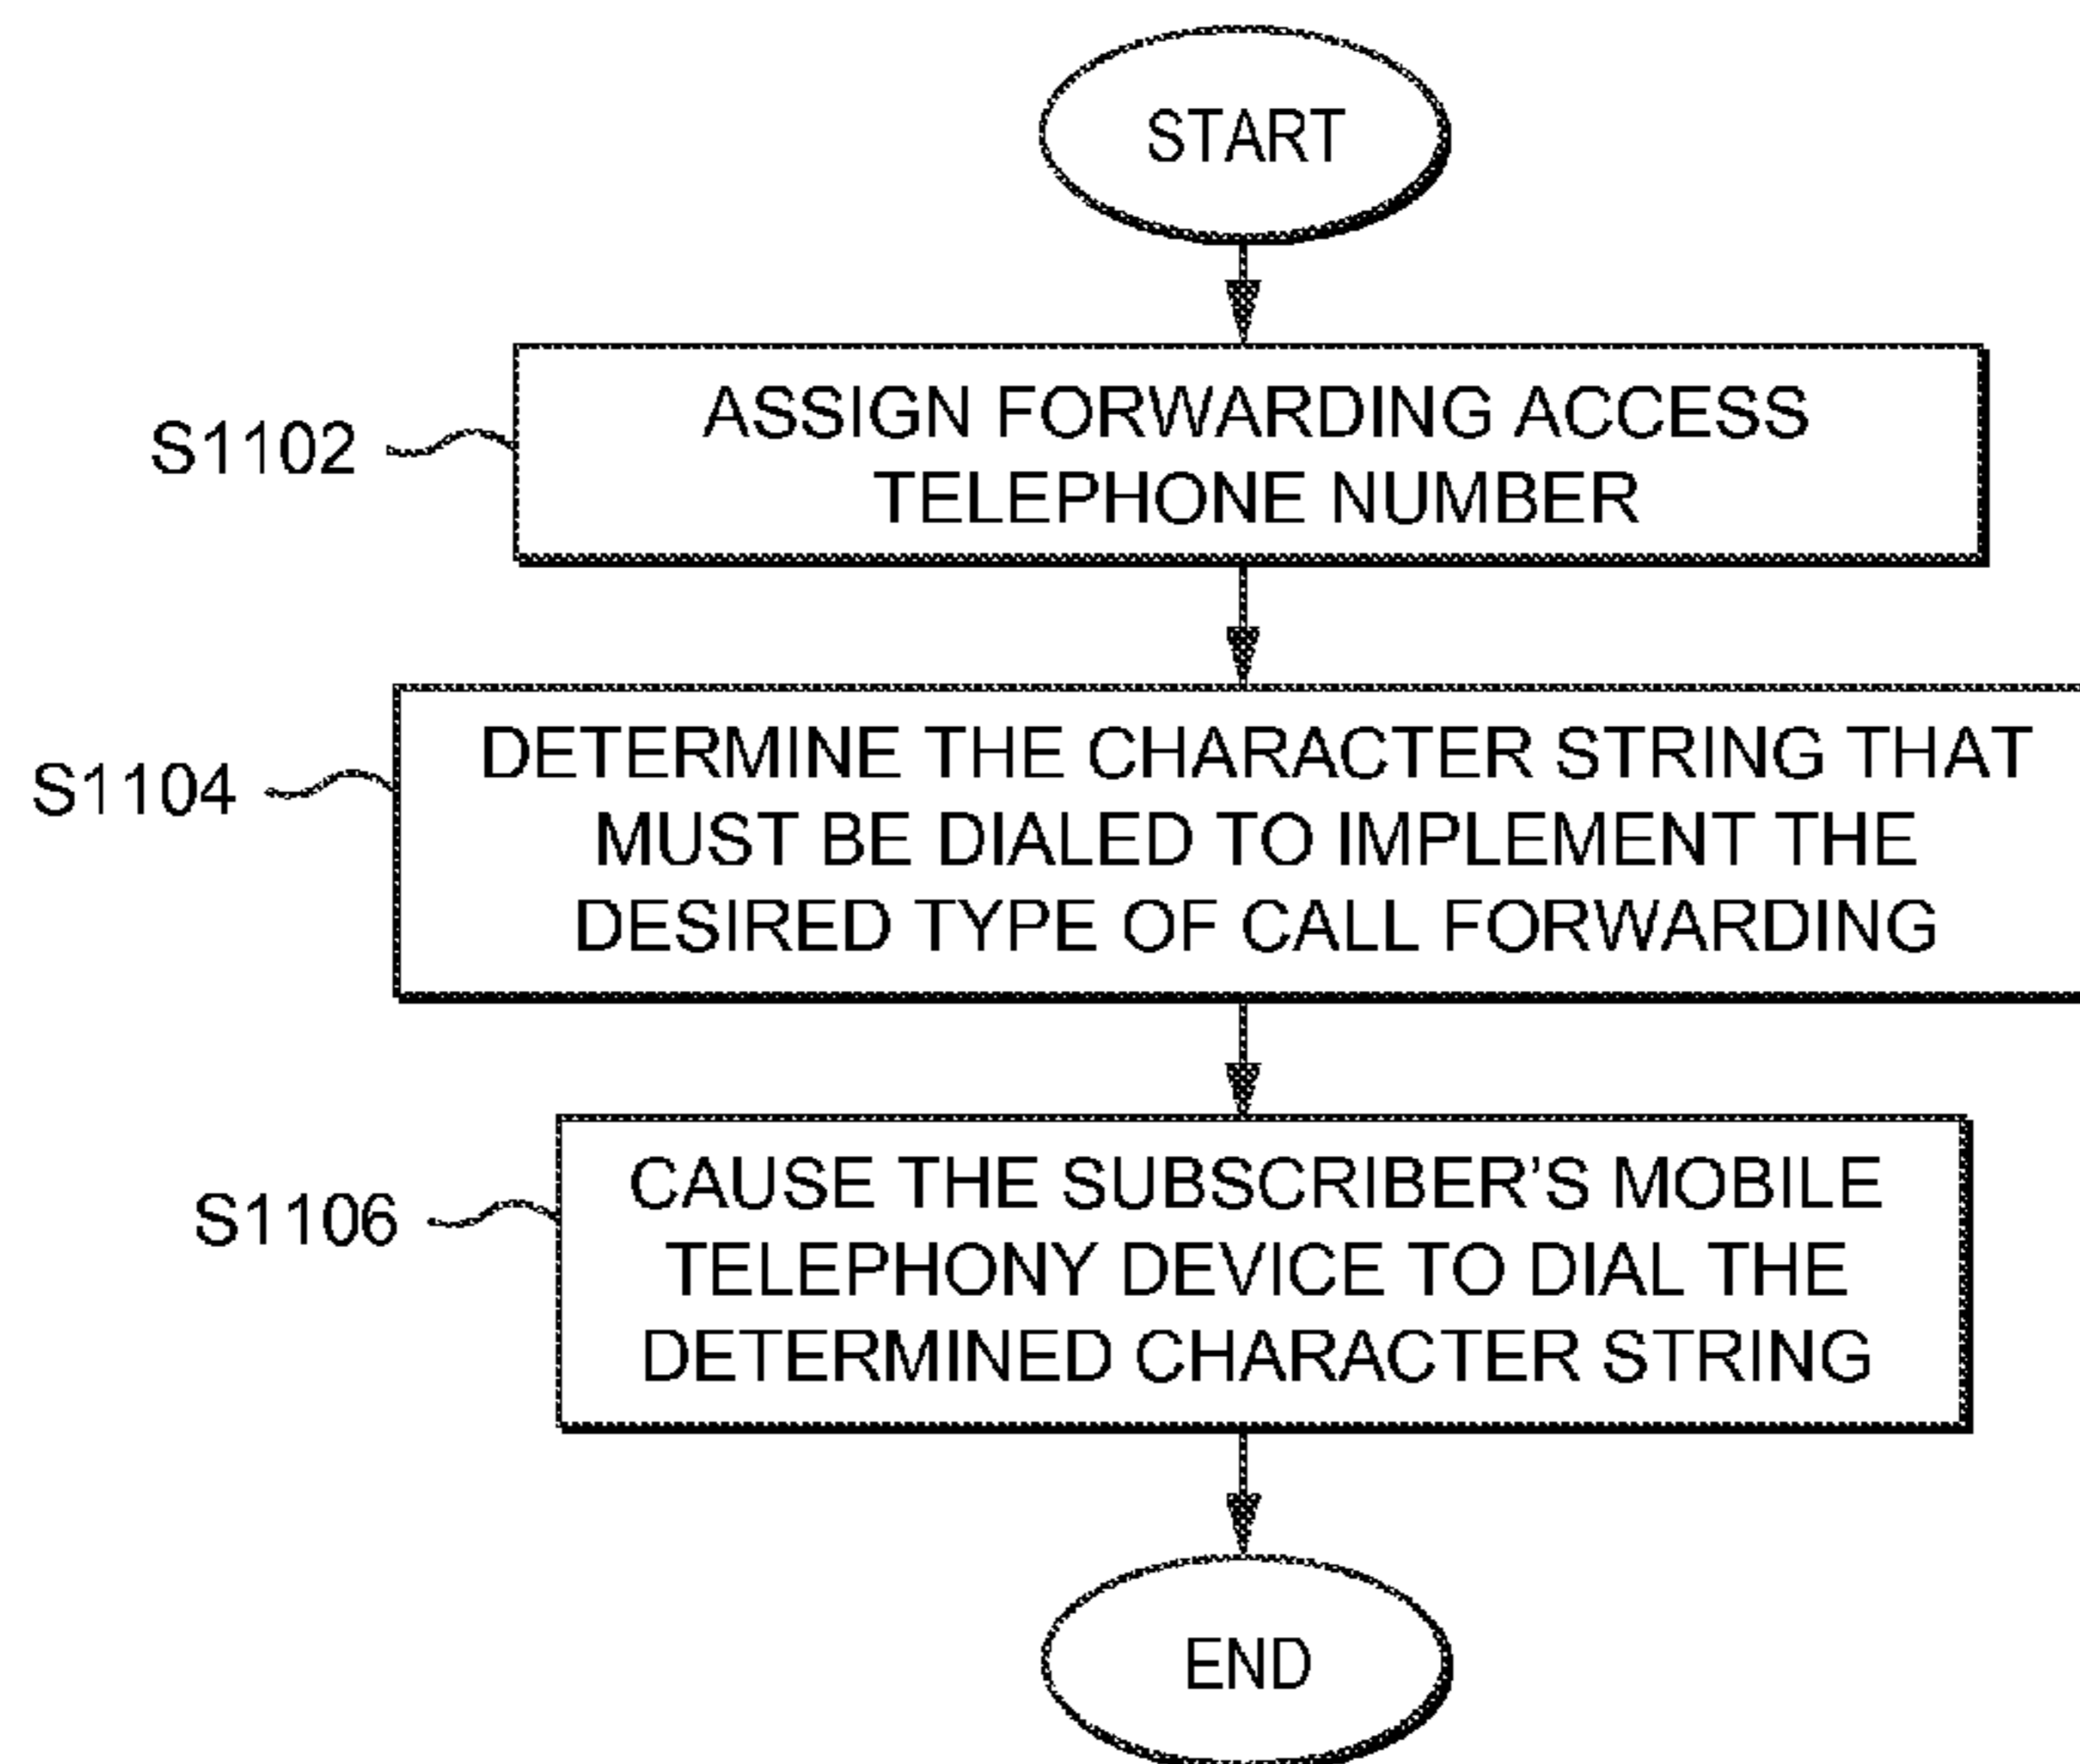 START
S1102
ASSIGN FORWARDING ACCESS
TELEPHONE NUMBER
S1104
DETERMINE THE CHARACTER STRING THAT
MUST BE DIALED TO IMPLEMENT THE
DESIRED TYPE OF CALL FORWARDING
S1106
CAUSE THE SUBSCRIBER’S MOBILE
TELEPHONY DEVICE TO DIAL THE
DETERMINED CHARACTER STRING
END